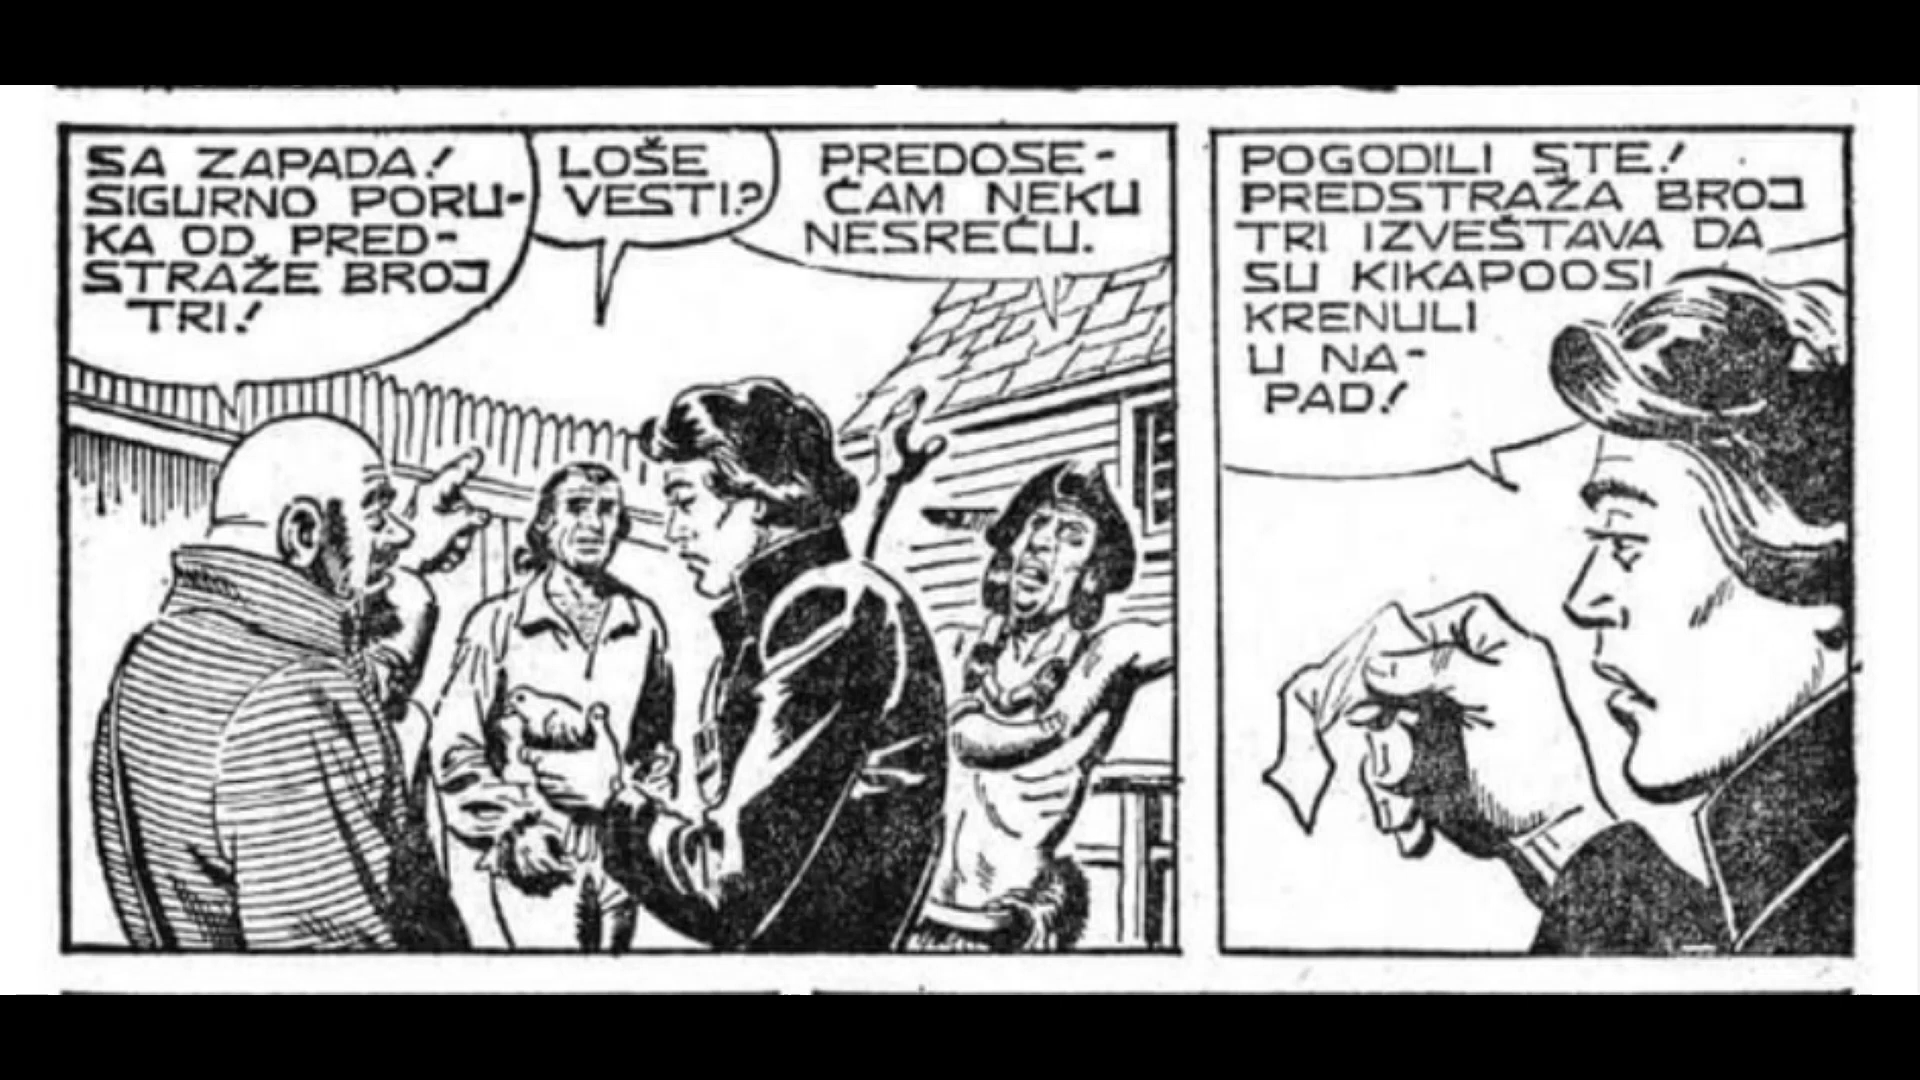 SA ZAPADA!
SIGURNO PORU-
KA OD PRED-
STRAŽE BROJ
TRI!
LOŠE
VESTI?
PREDOSE-
ĆAM NEKU
NESREĆU.
POGODILI STE!
PREDSTRAŽA BROJ
TRI IZVEŠTAVA DA
SU KIKAPOOSI
KRENULI
U NA-
PAD!